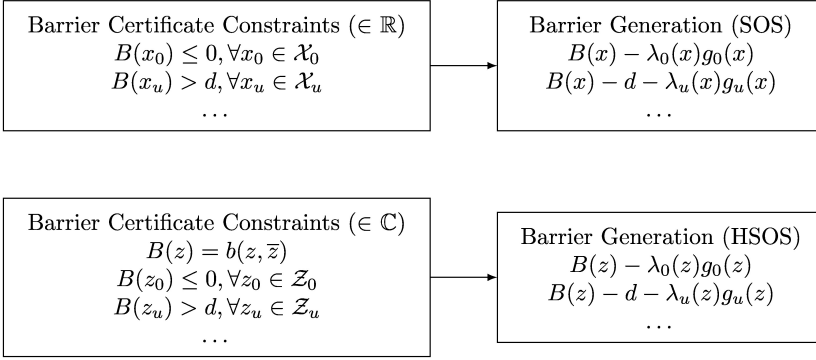 Barrier Certificate Constraints (∈ ℝ)
B(x₀) ≤ 0, ∀x₀ ∈ 𝒳₀
B(xᵤ) > d, ∀xᵤ ∈ 𝒳ᵤ
…
Barrier Generation (SOS)
B(x) − λ₀(x)g₀(x)
B(x) − d − λᵤ(x)gᵤ(x)
…
Barrier Certificate Constraints (∈ ℂ)
B(z) = b(z, z̅)
B(z₀) ≤ 0, ∀z₀ ∈ 𝒵₀
B(zᵤ) > d, ∀zᵤ ∈ 𝒵ᵤ
…
Barrier Generation (HSOS)
B(z) − λ₀(z)g₀(z)
B(z) − d − λᵤ(z)gᵤ(z)
…